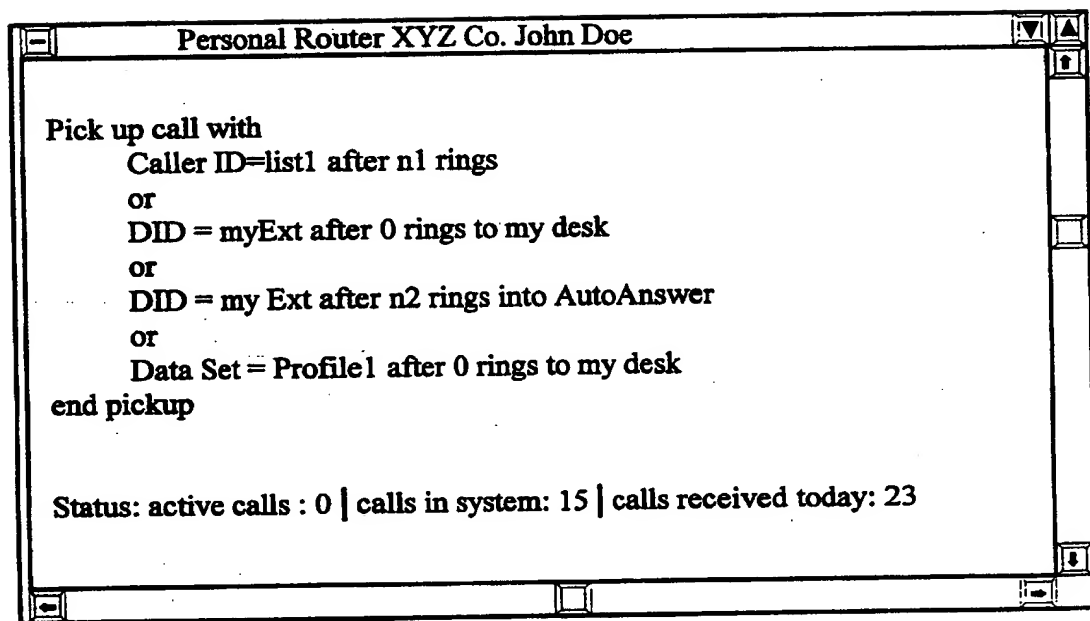 Personal Router XYZ Co. John Doe
Pick up call with
Caller ID=list1 after n1 rings
or
DID = myExt after 0 rings to my desk
or
DID = my Ext after n2 rings into AutoAnswer
or
Data Set = Profile1 after 0 rings to my desk
end pickup
Status: active calls : 0 | calls in system: 15 | calls received today: 23